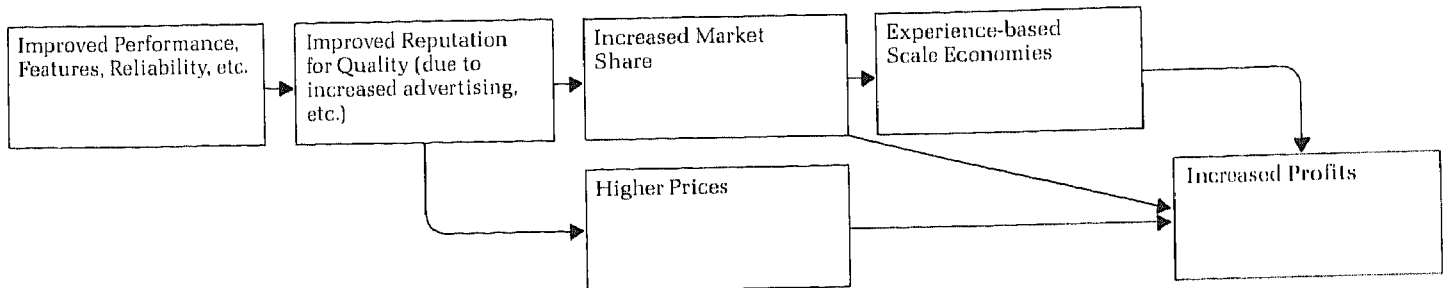 Improved Performance,
Features, Reliability, etc.
Improved Reputation
for Quality (due to
increased advertising,
etc.)
Increased Market
Share
Experience-based
Scale Economies
Higher Prices
Increased Profits